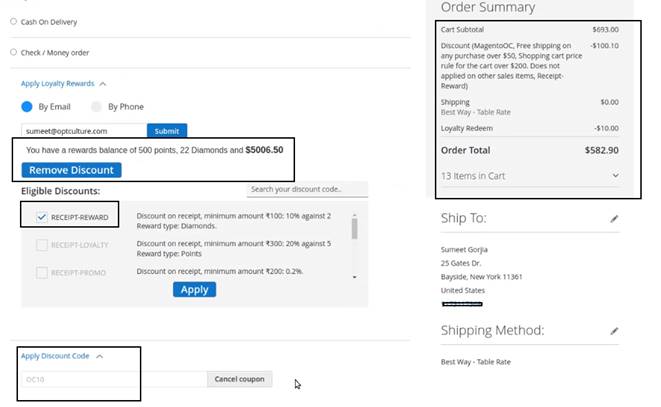 Cash On Delivery
Check / Money order
Apply Loyalty Rewards
By Email By Phone
sumeet@optculture.com Submit
You have a rewards balance of 500 points, 22 Diamonds and $5006.50
Remove Discount
Eligible Discounts: Search your discount code..
RECEIPT-REWARD Discount on receipt, minimum amount ₹100: 10% against 2
Reward type: Diamonds.
RECEIPT-LOYALTY Discount on receipt, minimum amount ₹300: 20% against 5
Reward type: Points
RECEIPT-PROMO Discount on receipt, minimum amount ₹200: 0.2%.
Apply
Apply Discount Code
OC10 Cancel coupon
Order Summary
Cart Subtotal $693.00
Discount (MagentoOC, Free shipping on -$100.10
any purchase over $50, Shopping cart price
rule for the cart over $200. Does not
applied on other sales items, Receipt-
Reward)
Shipping $0.00
Best Way - Table Rate
Loyalty Redeem -$10.00
Order Total $582.90
13 Items in Cart
Ship To:
Sumeet Gorjia
25 Gates Dr.
Bayside, New York 11361
United States
Shipping Method:
Best Way - Table Rate